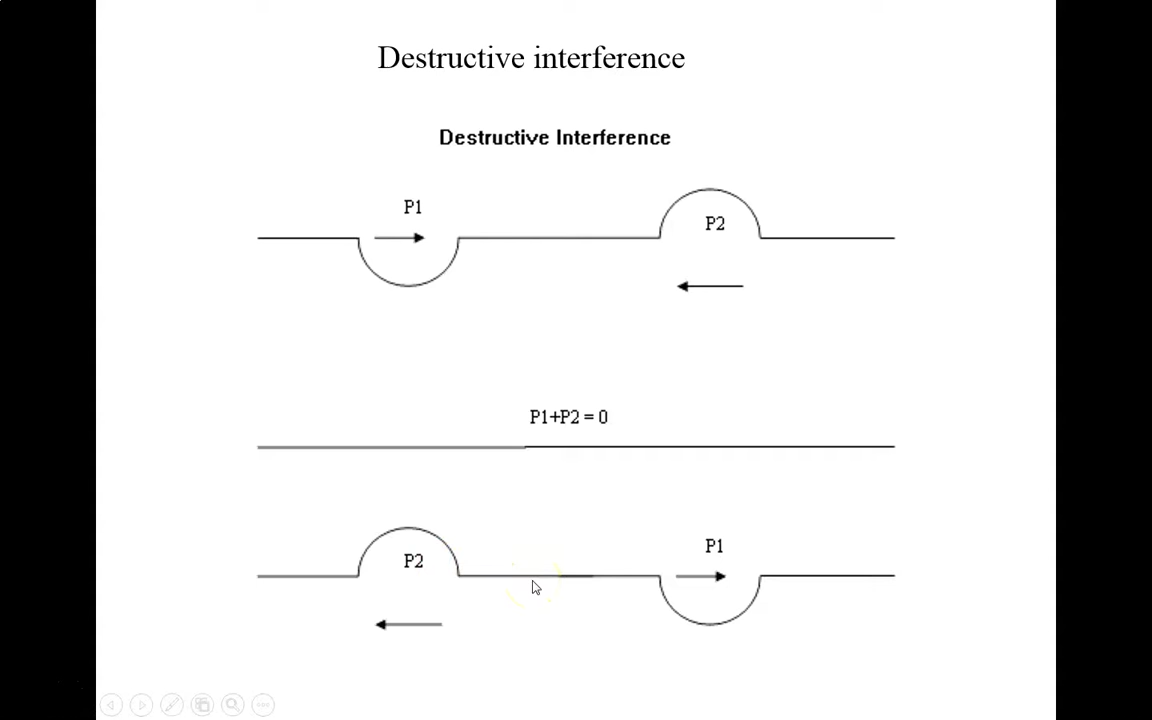 Destructive interference
Destructive Interference
P1
P2
P1+P2 = 0
P2
P1